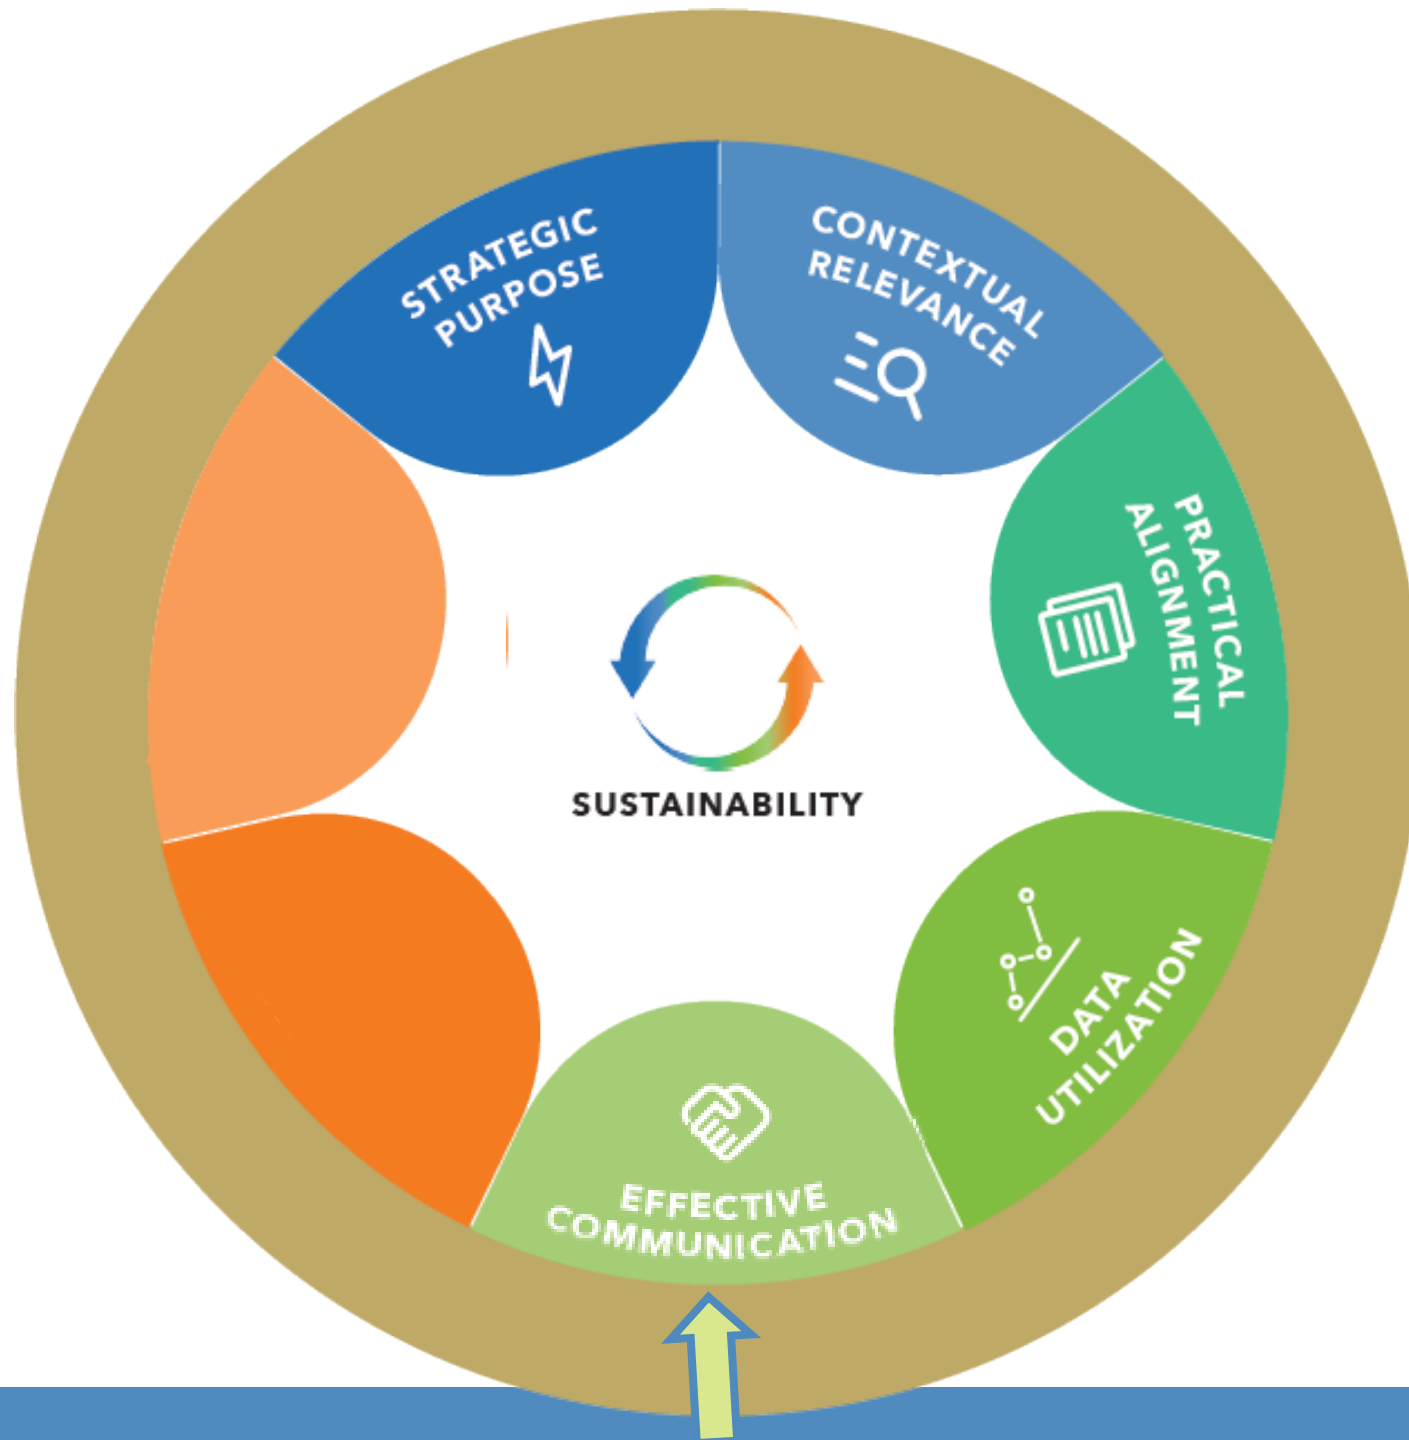 STRATEGIC
PURPOSE
CONTEXTUAL
RELEVANCE
PRACTICAL
ALIGNMENT
DATA
UTILIZATION
EFFECTIVE
COMMUNICATION
SUSTAINABILITY